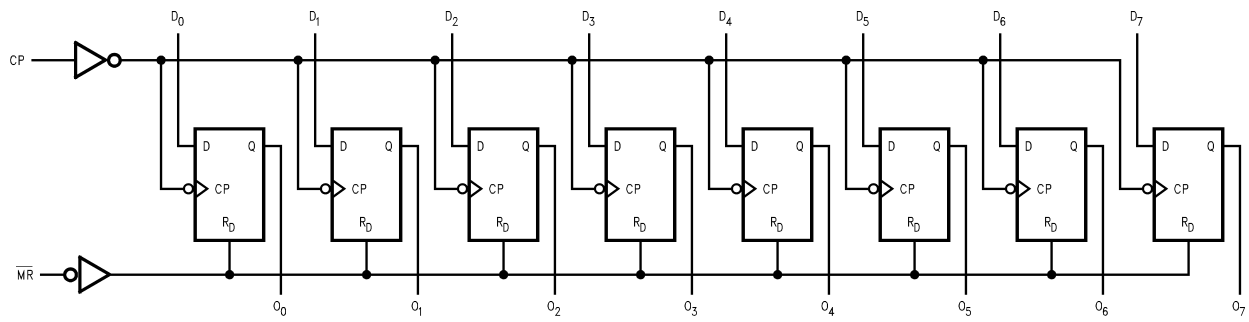 D0 D1 D2 D3 D4 D5 D6 D7
CP
D Q D Q D Q D Q D Q D Q D Q D Q
CP CP CP CP CP CP CP CP
RD RD RD RD RD RD RD RD
M̅R̅
O0 O1 O2 O3 O4 O5 O6 O7